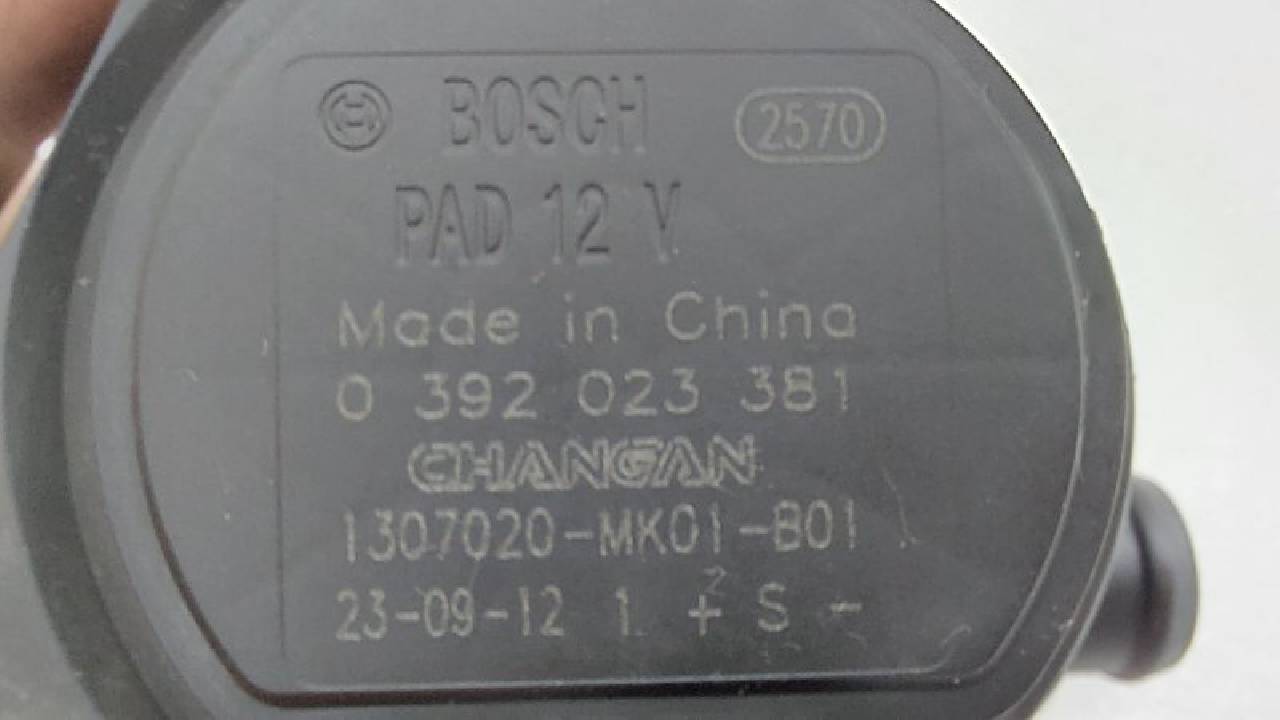 BOSCH 2570
PAD 12 V
Made in China
0 392 023 381
CHANGAN
1307020-MK01-B01
23-09-12 1 + S -